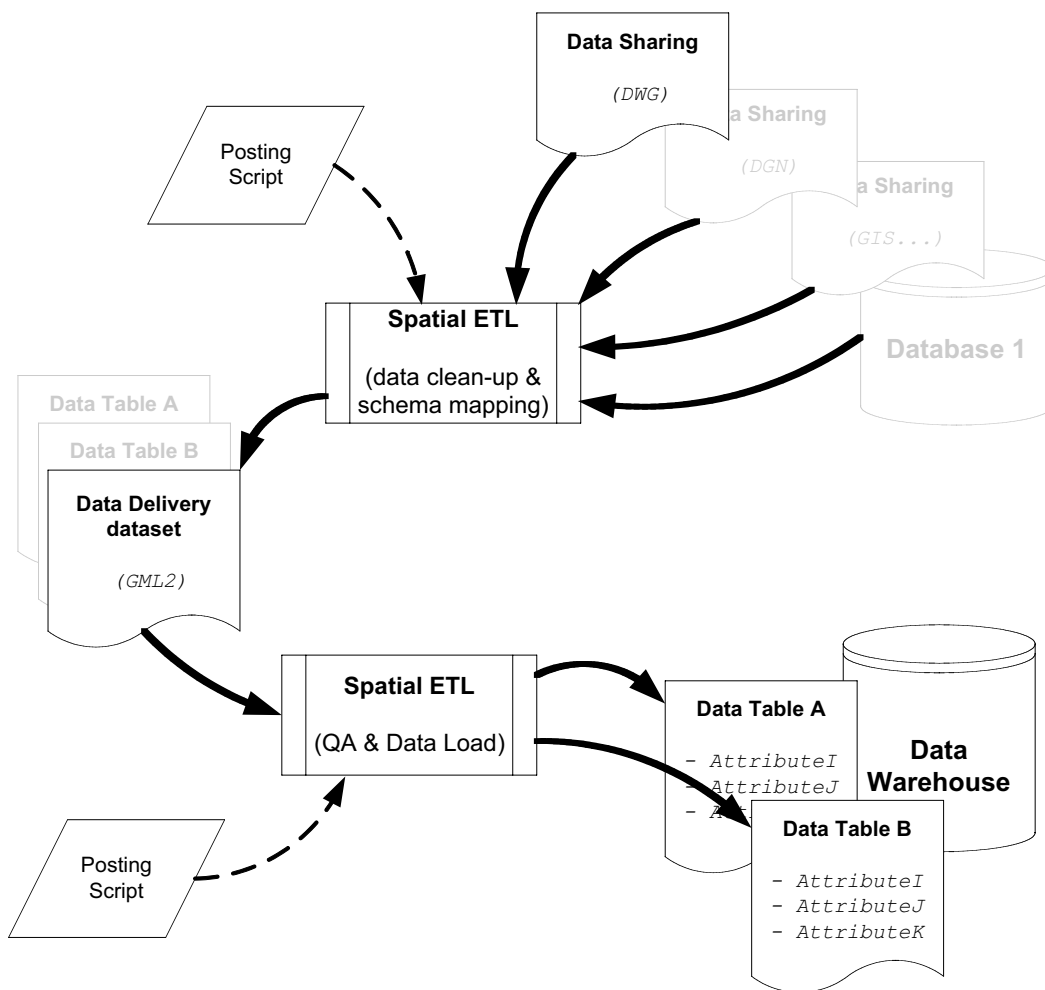 Data Sharing
(DWG)
a Sharing
(DGN)
a Sharing
(GIS...)
Database 1
Posting
Script
Spatial ETL
(data clean-up &
schema mapping)
Data Table A
Data Table B
Data Delivery
dataset
(GML2)
Spatial ETL
(QA & Data Load)
Data Table A
- AttributeI
- AttributeJ
Data
Warehouse
Data Table B
- AttributeI
- AttributeJ
- AttributeK
Posting
Script